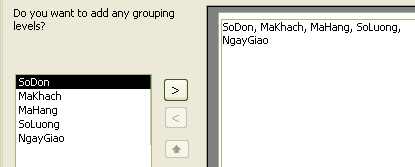 Do you want to add any grouping
levels?
SoDon
MaKhach
MaHang
SoLuong
NgayGiao
>
<
SoDon, MaKhach, MaHang, SoLuong,
NgayGiao